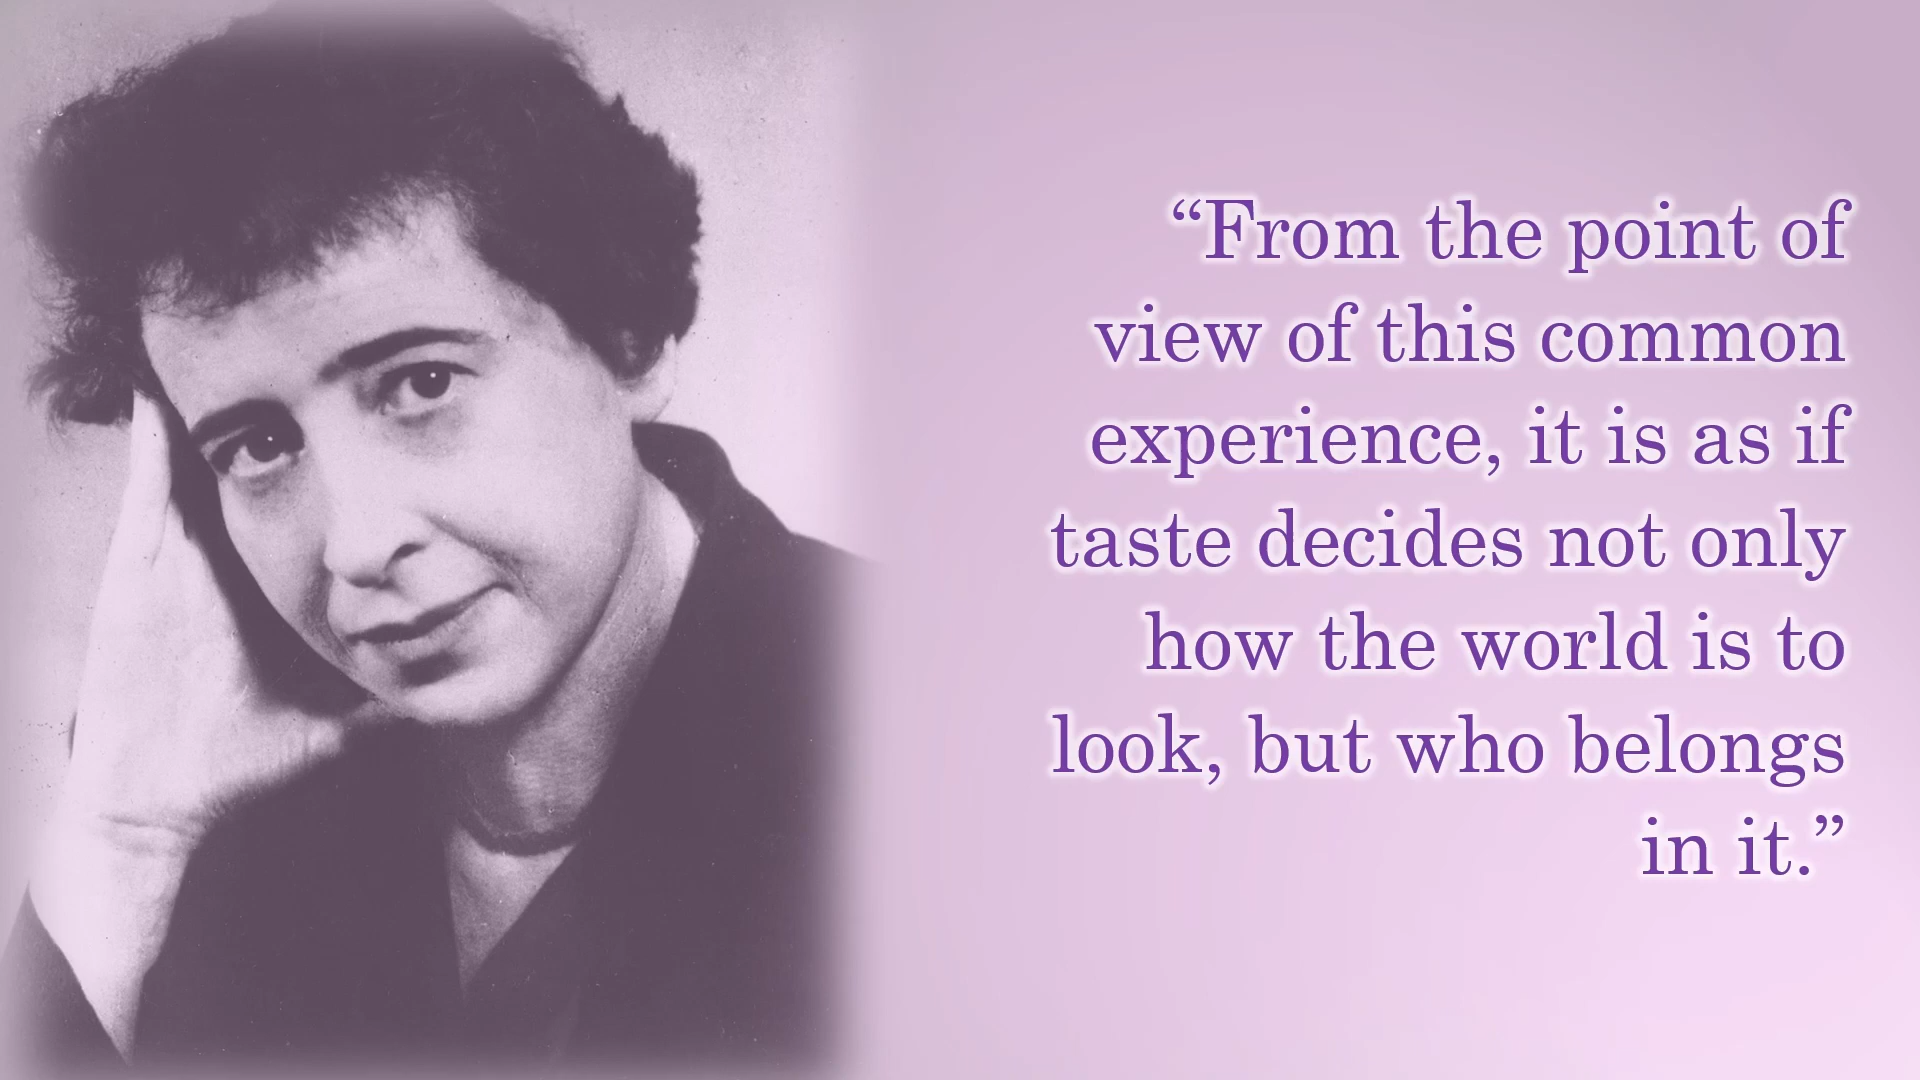 “From the point of
view of this common
experience, it is as if
taste decides not only
how the world is to
look, but who belongs
in it.”